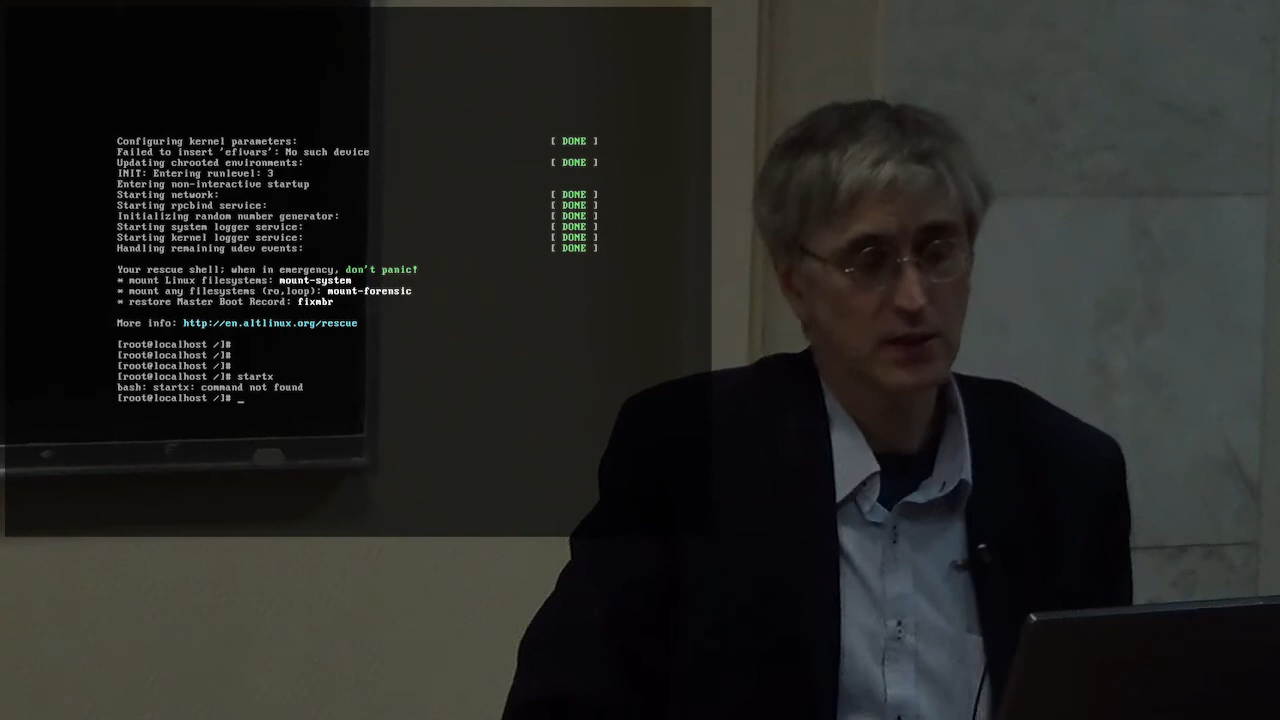 Configuring kernel parameters: [ DONE ]
Failed to insert 'efivars': No such device
Updating chrooted environments: [ DONE ]
INIT: Entering runlevel: 3
Entering non-interactive startup
Starting network: [ DONE ]
Starting rpcbind service: [ DONE ]
Initializing random number generator: [ DONE ]
Starting system logger service: [ DONE ]
Starting kernel logger service: [ DONE ]
Handling remaining udev events: [ DONE ]
Your rescue shell; when in emergency, don't panic!
* mount Linux filesystems: mount-system
* mount any filesystems (ro,loop): mount-forensic
* restore Master Boot Record: fixmbr
More info: http://en.altlinux.org/rescue
[root@localhost /]#
[root@localhost /]#
[root@localhost /]#
[root@localhost /]# startx
bash: startx: command not found
[root@localhost /]# _